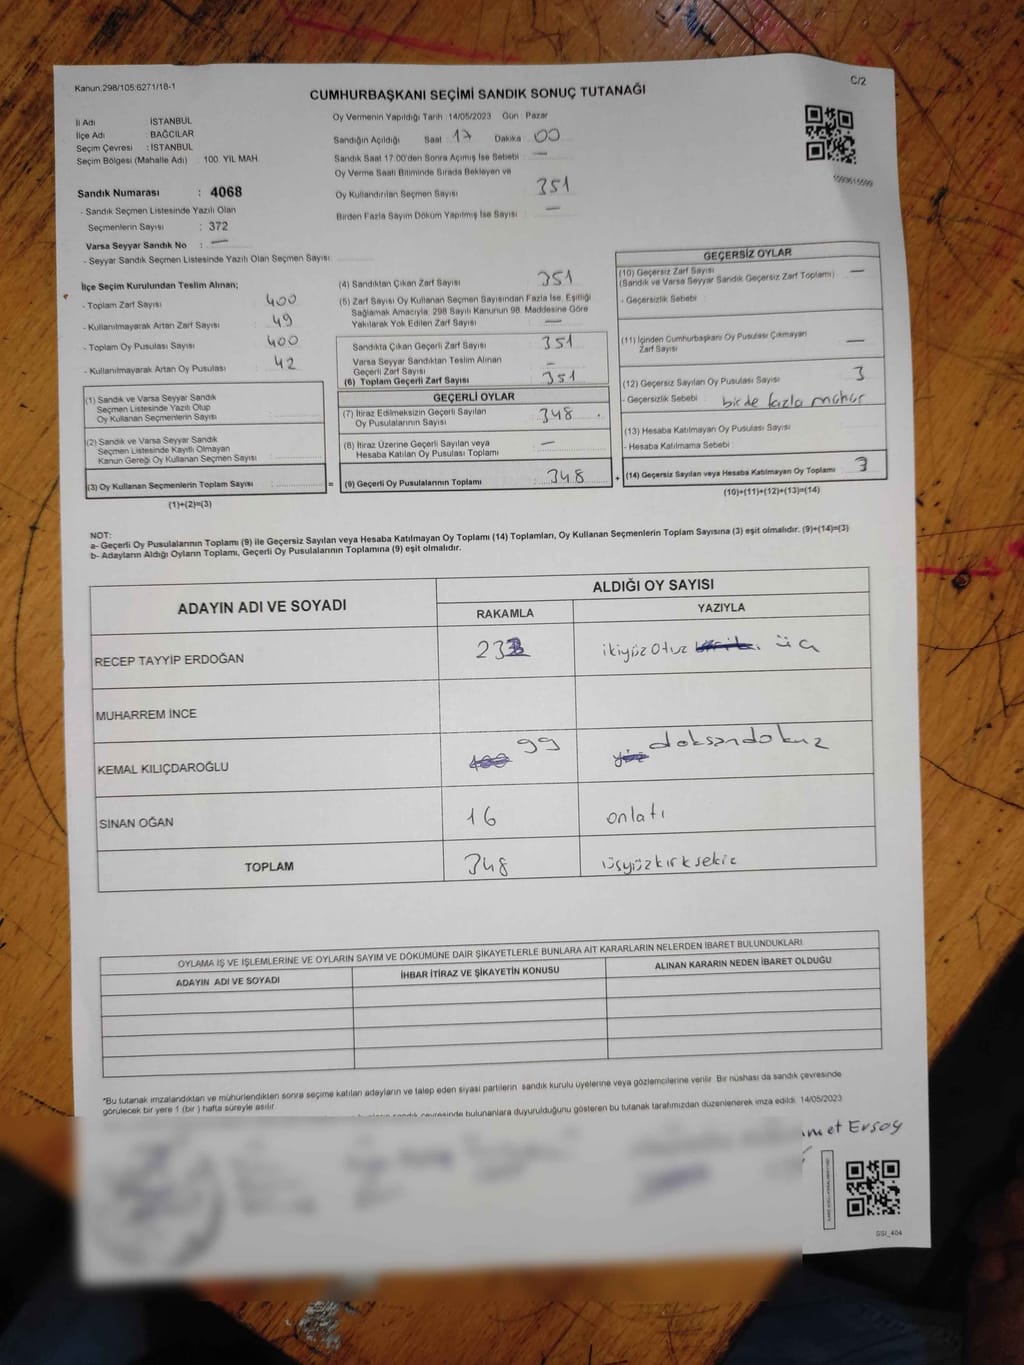 Kanun,298/105;6271/18-1
C/2
CUMHURBAŞKANI SEÇİMİ SANDIK SONUÇ TUTANAĞI
İl Adı : İSTANBUL
İlçe Adı : BAĞCILAR
Seçim Çevresi : İSTANBUL
Seçim Bölgesi (Mahalle Adı) : 100. YIL MAH.
Sandık Numarası : 4068
- Sandık Seçmen Listesinde Yazılı Olan
Seçmenlerin Sayısı : 372
Varsa Seyyar Sandık No : —
- Seyyar Sandık Seçmen Listesinde Yazılı Olan Seçmen Sayısı:
Oy Vermenin Yapıldığı Tarih :14/05/2023 Gün Pazar
Sandığın Açıldığı Saat 17 Dakika 00
Sandık Saat 17:00'den Sonra Açımış İse Sebebi : —
Oy Verme Saati Bitiminde Sırada Bekleyen ve
Oy Kullandırılan Seçmen Sayısı : 351
Birden Fazla Sayım Döküm Yapılmış İse Sayısı : —
İlçe Seçim Kurulundan Teslim Alınan;
- Toplam Zarf Sayısı : 400
- Kullanılmayarak Artan Zarf Sayısı : 49
- Toplam Oy Pusulası Sayısı : 400
- Kullanılmayarak Artan Oy Pusulası : 42
(1) Sandık ve Varsa Seyyar Sandık
Seçmen Listesinde Yazılı Olup
Oy Kullanan Seçmenlerin Sayısı :
(2) Sandık ve Varsa Seyyar Sandık
Seçmen Listesinde Kayıtlı Olmayan
Kanun Gereği Oy Kullanan Seçmen Sayısı :
(3) Oy Kullanan Seçmenlerin Toplam Sayısı :
(1)+(2)=(3)
(4) Sandıktan Çıkan Zarf Sayısı : 351
(5) Zarf Sayısı Oy Kullanan Seçmen Sayısından Fazla İse, Eşitliği
Sağlamak Amacıyla; 298 Sayılı Kanunun 98. Maddesine Göre
Yakılarak Yok Edilen Zarf Sayısı : —
Sandıkta Çıkan Geçerli Zarf Sayısı : 351
Varsa Seyyar Sandıktan Teslim Alınan
Geçerli Zarf Sayısı : —
(6) Toplam Geçerli Zarf Sayısı : 351
GEÇERLİ OYLAR
(7) İtiraz Edilmeksizin Geçerli Sayılan
Oy Pusulalarının Sayısı : 348
(8) İtiraz Üzerine Geçerli Sayılan veya
Hesaba Katılan Oy Pusulası Toplamı : —
(9) Geçerli Oy Pusulalarının Toplamı : 348
GEÇERSİZ OYLAR
(10) Geçersiz Zarf Sayısı : —
(Sandık ve Varsa Seyyar Sandık Geçersiz Zarf Toplamı)
- Geçersizlik Sebebi :
(11) İçinden Cumhurbaşkanı Oy Pusulası Çıkmayan
Zarf Sayısı : —
(12) Geçersiz Sayılan Oy Pusulası Sayısı : 3
- Geçersizlik Sebebi : birde fazla mühür
(13) Hesaba Katılmayan Oy Pusulası Sayısı :
- Hesaba Katılmama Sebebi :
(14) Geçersiz Sayılan veya Hesaba Katılmayan Oy Toplamı : 3
(10)+(11)+(12)+(13)=(14)
NOT:
a- Geçerli Oy Pusulalarının Toplamı (9) ile Geçersiz Sayılan veya Hesaba Katılmayan Oy Toplamı (14) Toplamları, Oy Kullanan Seçmenlerin Toplam Sayısına (3) eşit olmalıdır. (9)+(14)=(3)
b- Adayların Aldığı Oyların Toplamı, Geçerli Oy Pusulalarının Toplamına (9) eşit olmalıdır.
ADAYIN ADI VE SOYADI
ALDIĞI OY SAYISI
RAKAMLA YAZIYLA
RECEP TAYYİP ERDOĞAN 233 ikiyüz otuz üç
MUHARREM İNCE
KEMAL KILIÇDAROĞLU 99 doksandokuz
SİNAN OĞAN 16 onlatı
TOPLAM 348 üsyüzkırksekiz
OYLAMA İŞ VE İŞLEMLERİNE VE OYLARIN SAYIM VE DÖKÜMÜNE DAİR ŞİKAYETLERLE BUNLARA AİT KARARLARIN NELERDEN İBARET BULUNDUKLARI
ADAYIN ADI VE SOYADI İHBAR İTİRAZ VE ŞİKAYETİN KONUSU ALINAN KARARIN NEDEN İBARET OLDUĞU
*Bu tutanak imzalandıktan ve mühürlendikten sonra seçime katılan adayların ve talep eden siyasi partilerin sandık kurulu üyelerine veya gözlemcilerine verilir. Bir nüshası da sandık çevresinde
görülecek bir yere 1 (bir ) hafta süreyle asılır.
sandık çevresinde bulunanlara duyurulduğunu gösteren bu tutanak tarafımızdan düzenlenerek imza edildi. 14/05/2023
Ersoy
SSI_404